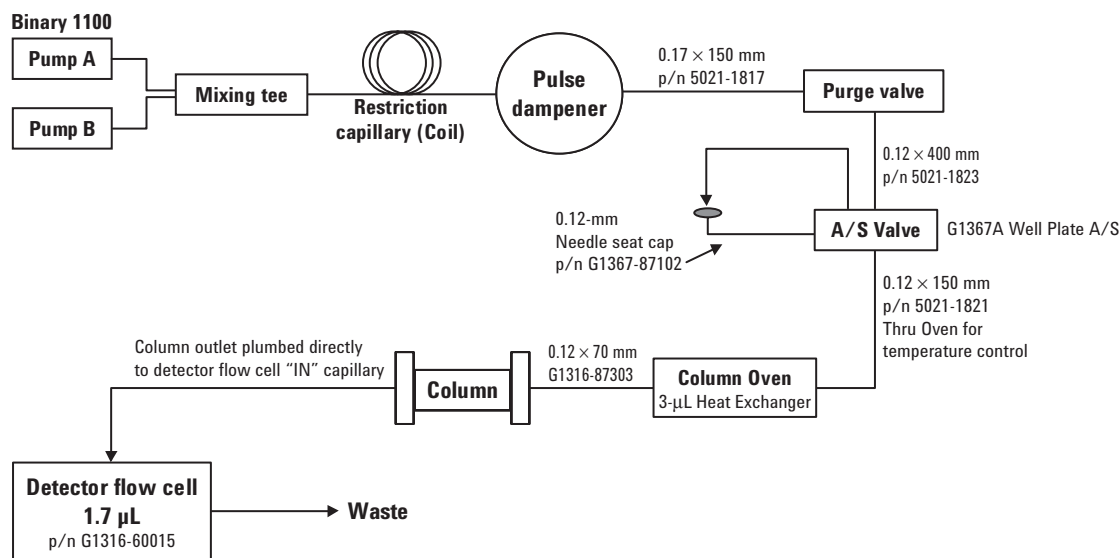 Binary 1100
Pump A
Pump B
Mixing tee
Restriction
capillary (Coil)
Pulse
dampener
0.17 × 150 mm
p/n 5021-1817
Purge valve
0.12 × 400 mm
p/n 5021-1823
0.12-mm
Needle seat cap
p/n G1367-87102
A/S Valve
G1367A Well Plate A/S
0.12 × 150 mm
p/n 5021-1821
Thru Oven for
temperature control
Column outlet plumbed directly
to detector flow cell “IN” capillary
Column
0.12 × 70 mm
G1316-87303
Column Oven
3-µL Heat Exchanger
Detector flow cell
1.7 µL
p/n G1316-60015
Waste